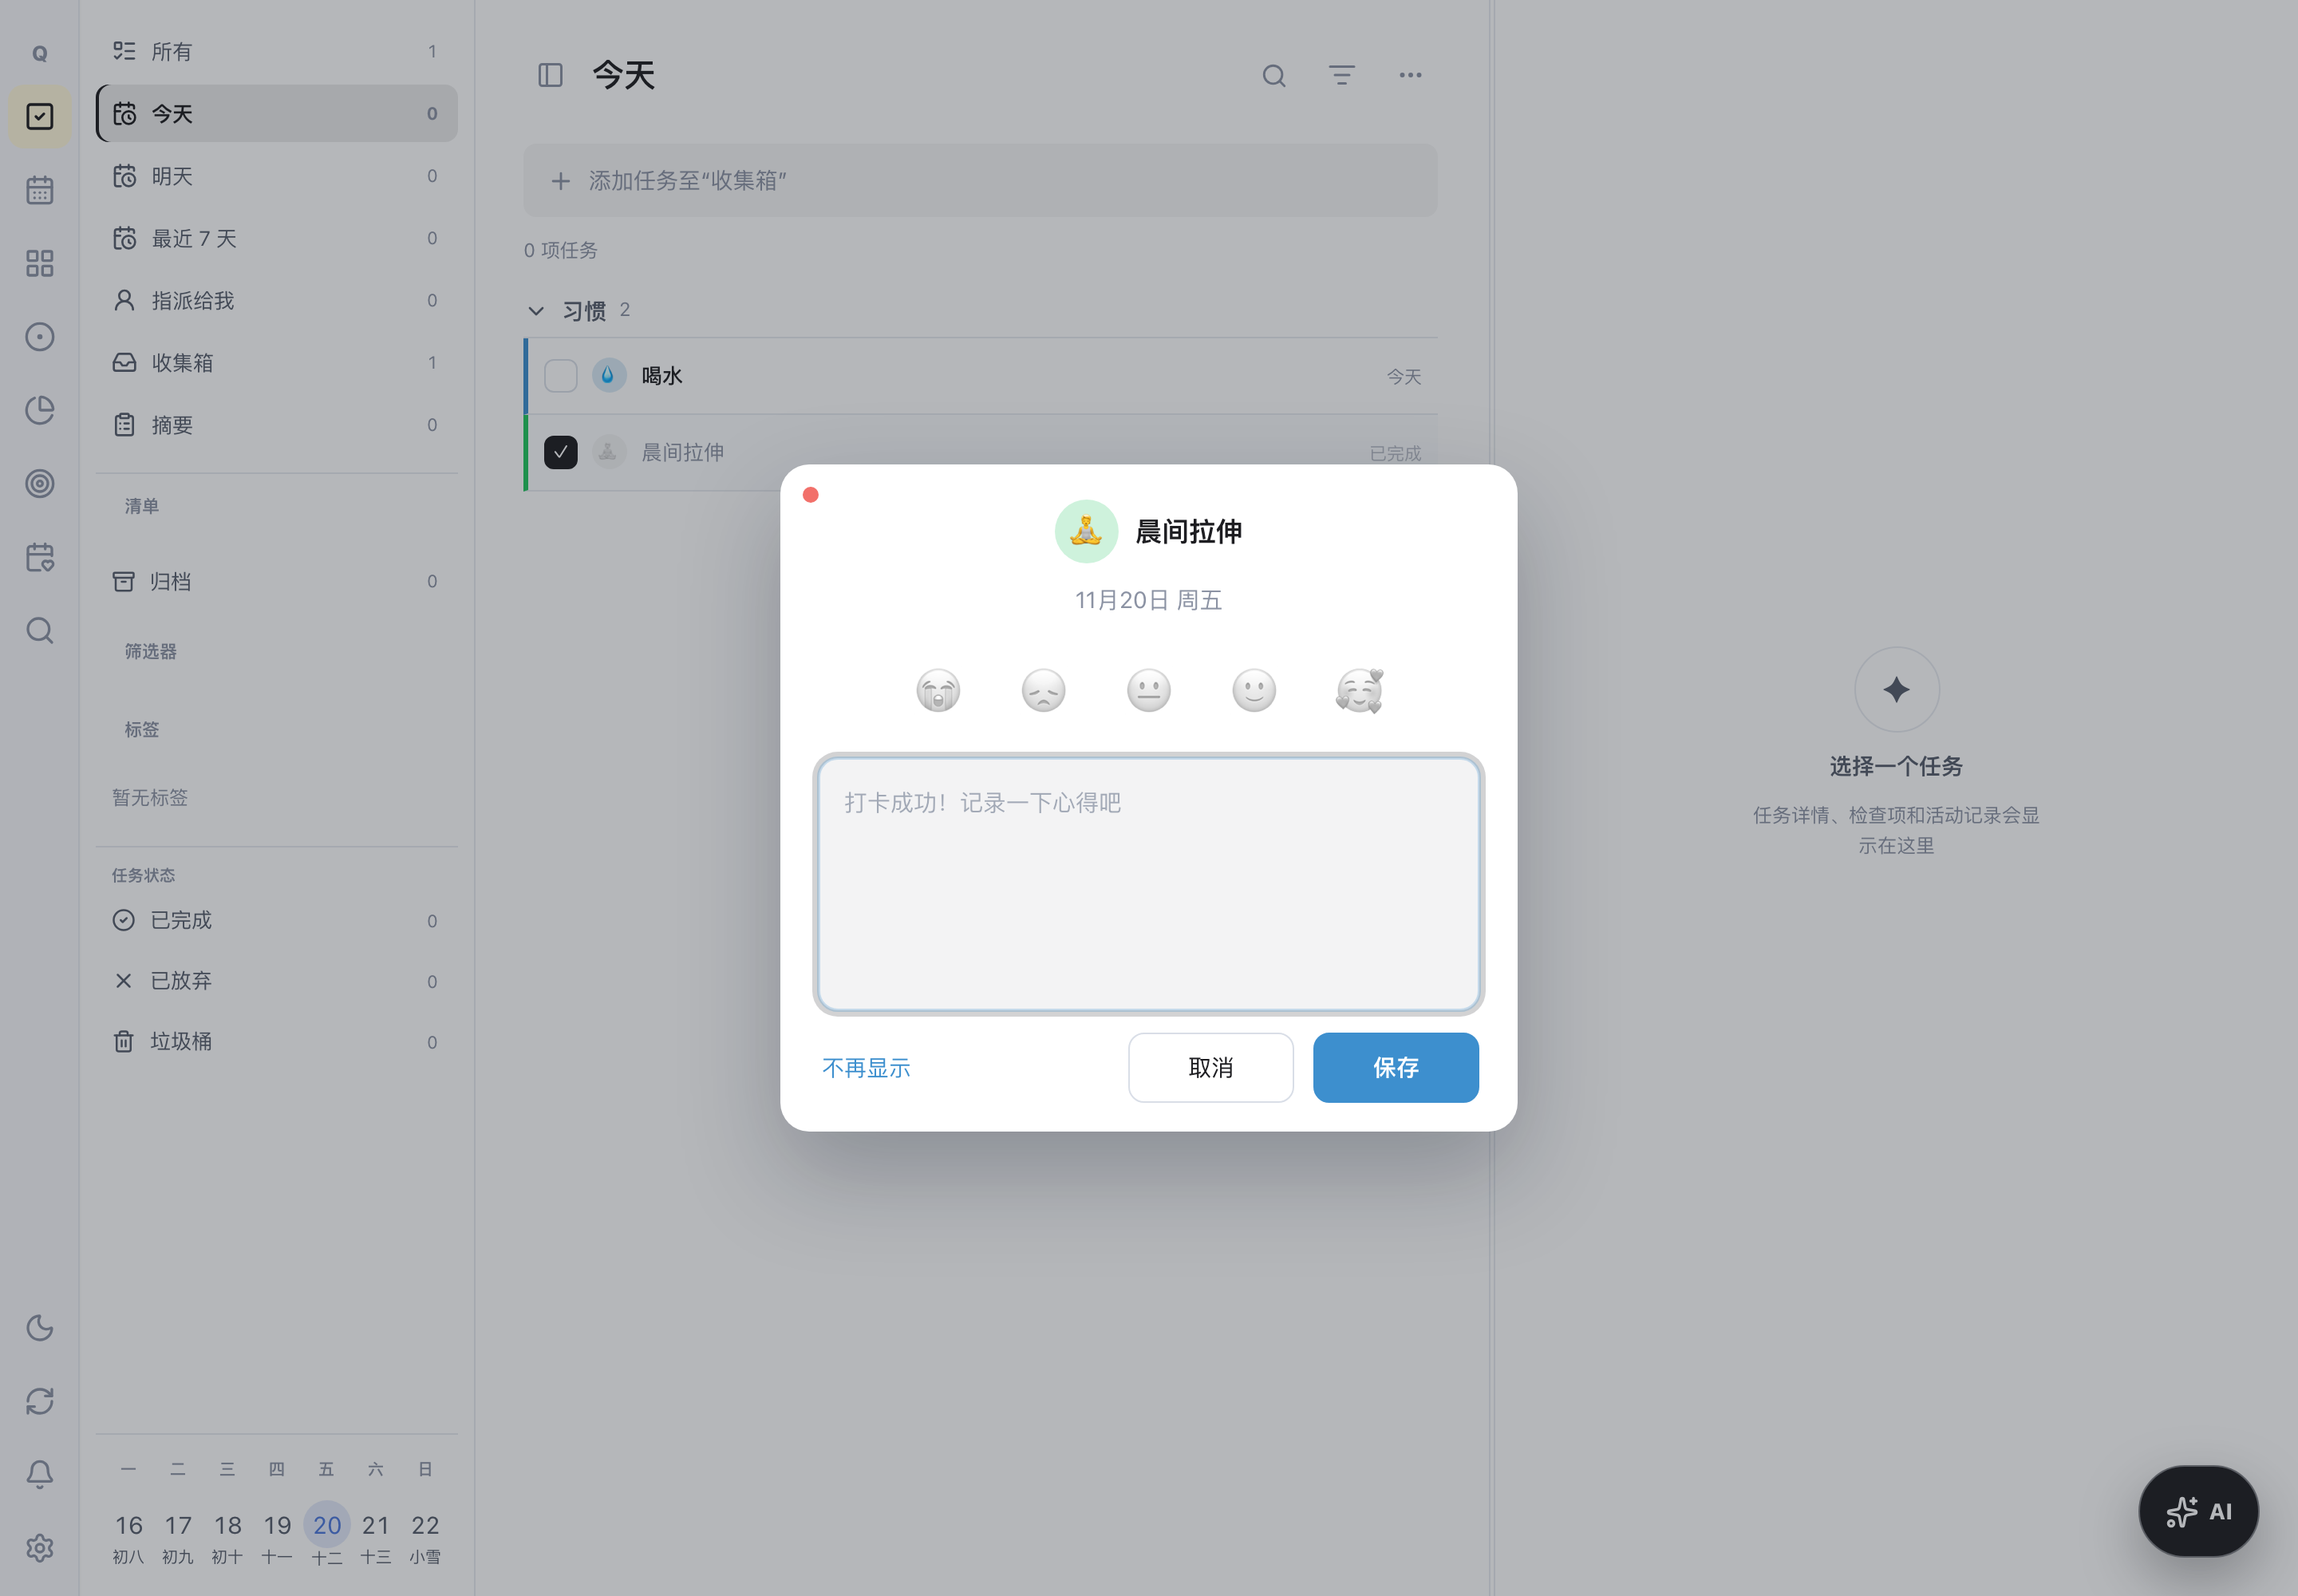 Q
所有 1
今天 0
明天 0
最近 7 天 0
指派给我 0
收集箱 1
摘要 0
清单
归档 0
筛选器
标签
暂无标签
任务状态
已完成 0
已放弃 0
垃圾桶 0
一 二 三 四 五 六 日
16 17 18 19 20 21 22
初八 初九 初十 十一 十二 十三 小雪
今天
添加任务至“收集箱”
0 项任务
习惯 2
喝水 今天
晨间拉伸 已完成
晨间拉伸
11月20日 周五
打卡成功！记录一下心得吧
不再显示 取消 保存
选择一个任务
任务详情、检查项和活动记录会显
示在这里
AI